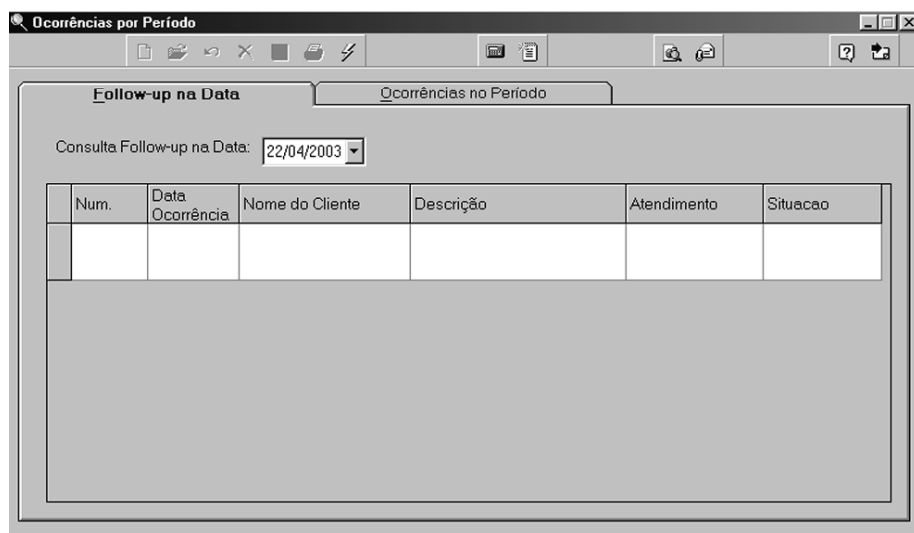 Ocorrências por Período
Follow-up na Data
Ocorrências no Período
Consulta Follow-up na Data: 22/04/2003
Num.
Data
Ocorrência
Nome do Cliente
Descrição
Atendimento
Situacao